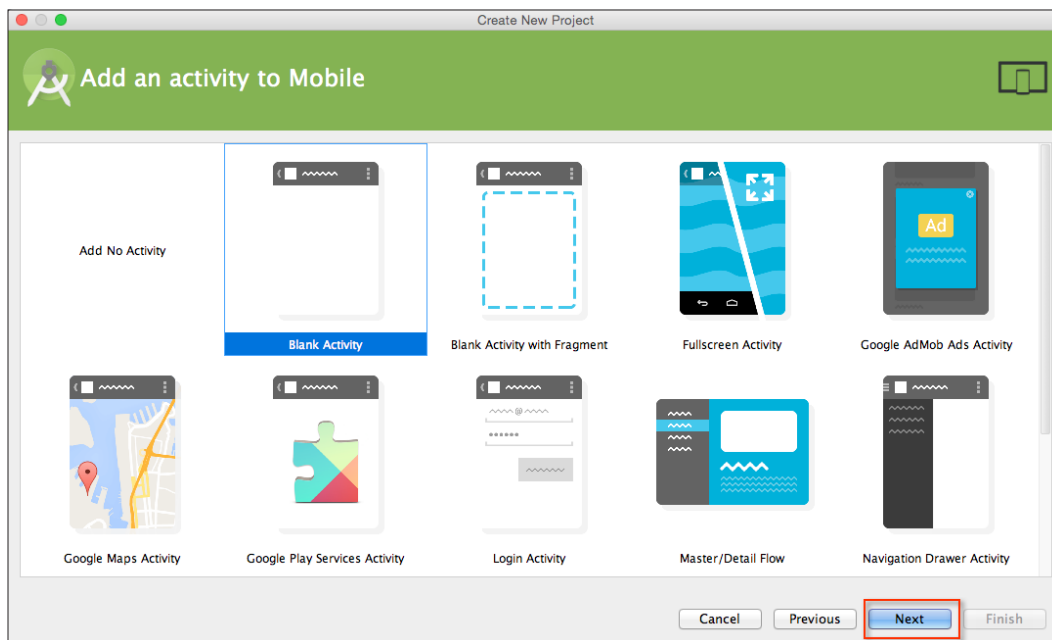 Create New Project
Add an activity to Mobile
Add No Activity
Blank Activity
Blank Activity with Fragment
Fullscreen Activity
Ad
Google AdMob Ads Activity
@
Google Maps Activity
Google Play Services Activity
Login Activity
Master/Detail Flow
Navigation Drawer Activity
Cancel
Previous
Next
Finish